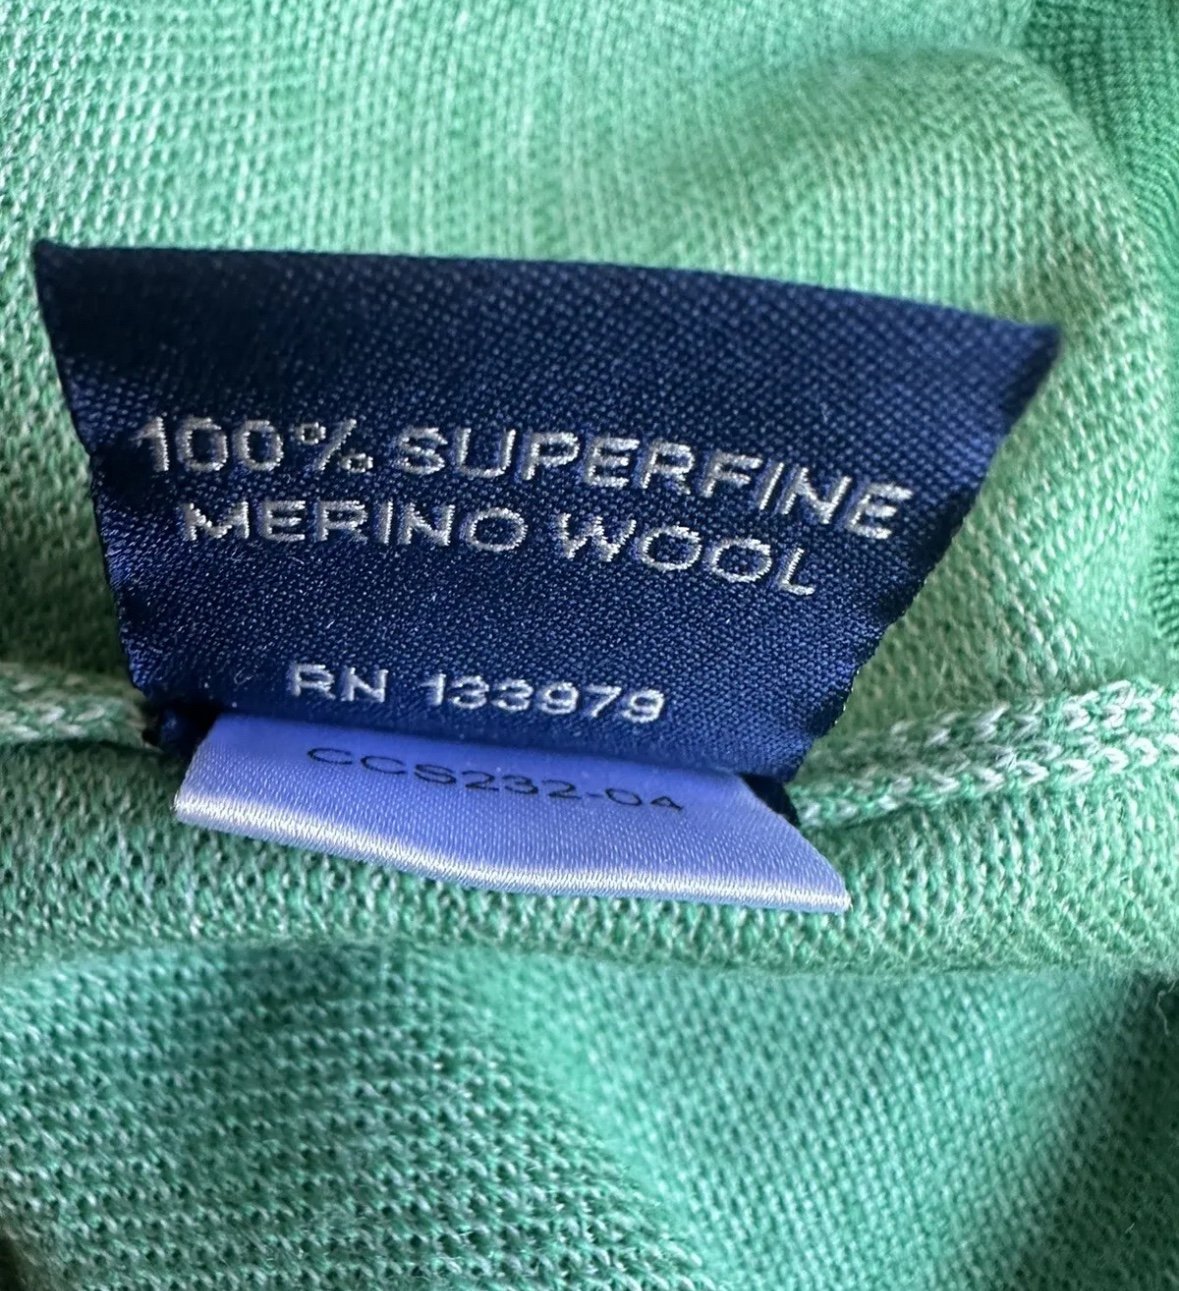 100% SUPERFINE
MERINO WOOL
RN 133979
CCS232-04